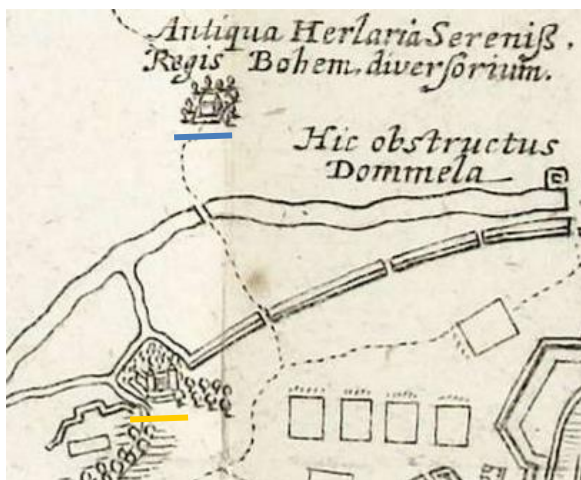 Antiqua Herlaria Sereniß.
Regis Bohem. diversorium.
Hic obstructus
Dommela